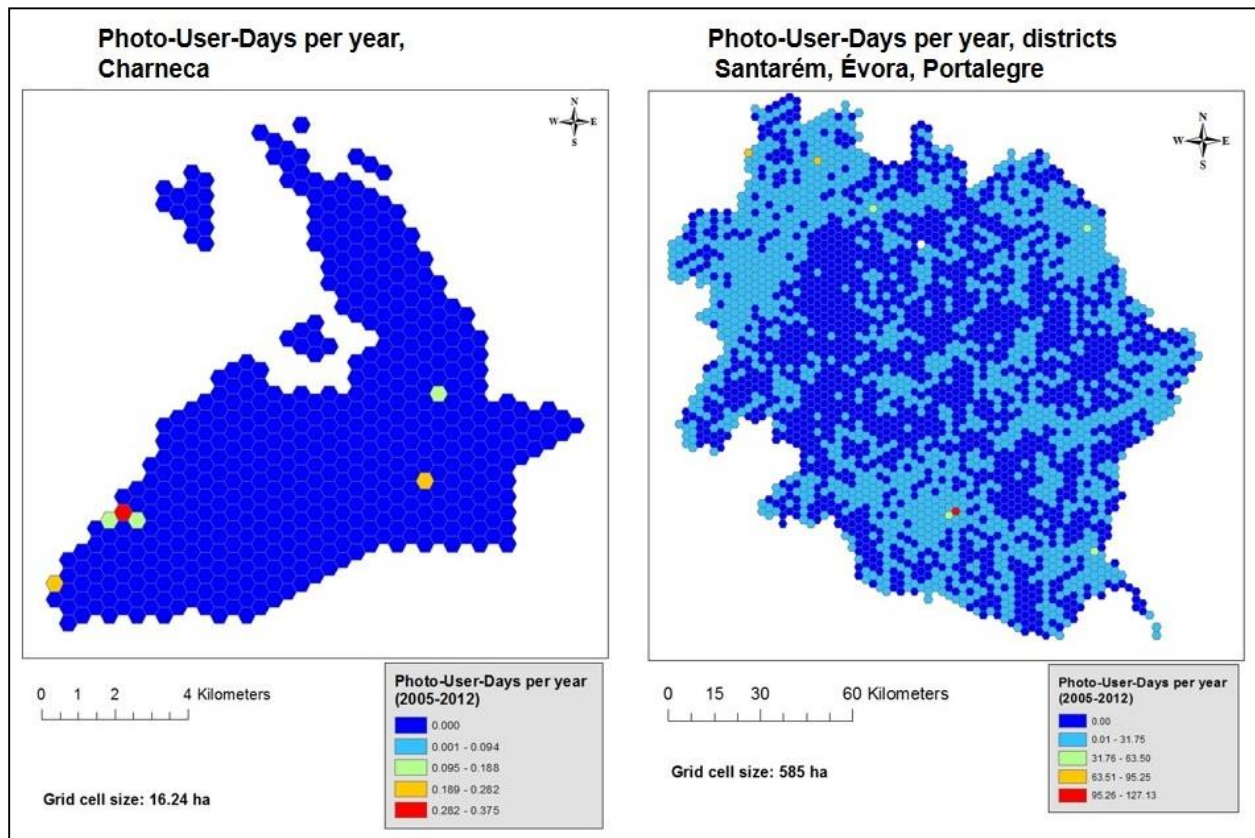 Photo-User-Days per year,
Charneca
N
W E
S
0 1 2 4 Kilometers
Grid cell size: 16.24 ha
Photo-User-Days per year
(2005-2012)
0.000
0.001 - 0.094
0.095 - 0.188
0.189 - 0.282
0.282 - 0.375
Photo-User-Days per year, districts
Santarém, Évora, Portalegre
N
W E
S
0 15 30 60 Kilometers
Grid cell size: 585 ha
Photo-User-Days per year
(2005-2012)
0.00
0.01 - 31.75
31.76 - 63.50
63.51 - 95.25
95.26 - 127.13